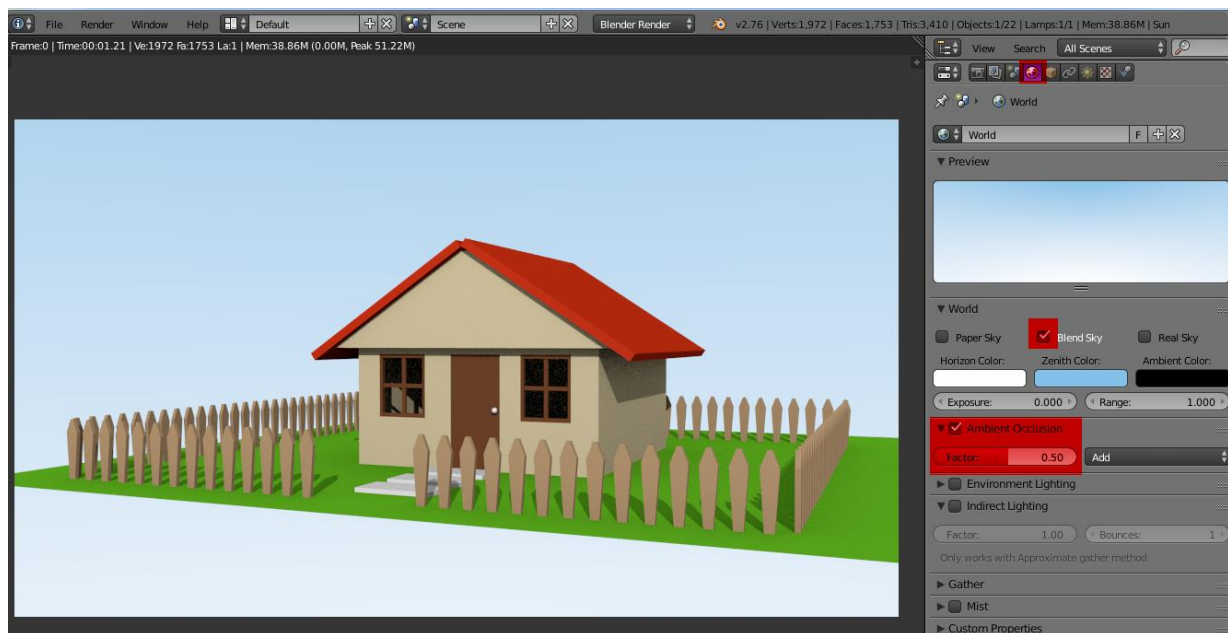 File Render Window Help Default Scene Blender Render v2.76 | Verts:1,972 | Faces:1,753 | Tris:3,410 | Objects:1/22 | Lamps:1/1 | Mem:38.86M | Sun
Frame:0 | Time:00:01.21 | Ve:1972 Fa:1753 La:1 | Mem:38.86M (0.00M, Peak 51.22M)
View Search All Scenes
World
World F
Preview
World
Paper Sky Blend Sky Real Sky
Horizon Color: Zenith Color: Ambient Color:
Exposure: 0.000 Range: 1.000
Ambient Occlusion
Factor: 0.50 Add
Environment Lighting
Indirect Lighting
Factor: 1.00 Bounces: 1
Only works with Approximate gather method
Gather
Mist
Custom Properties